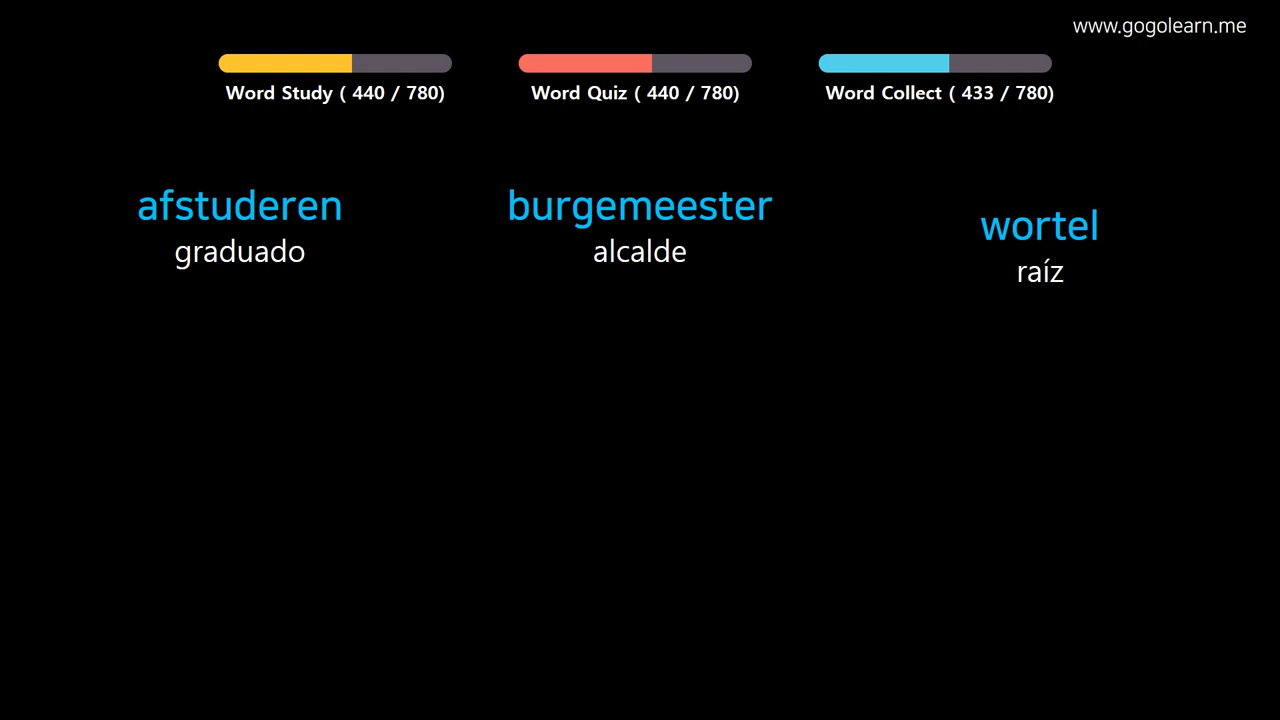 www.gogolearn.me
Word Study ( 440 / 780)
Word Quiz ( 440 / 780)
Word Collect ( 433 / 780)
afstuderen
graduado
burgemeester
alcalde
wortel
raíz